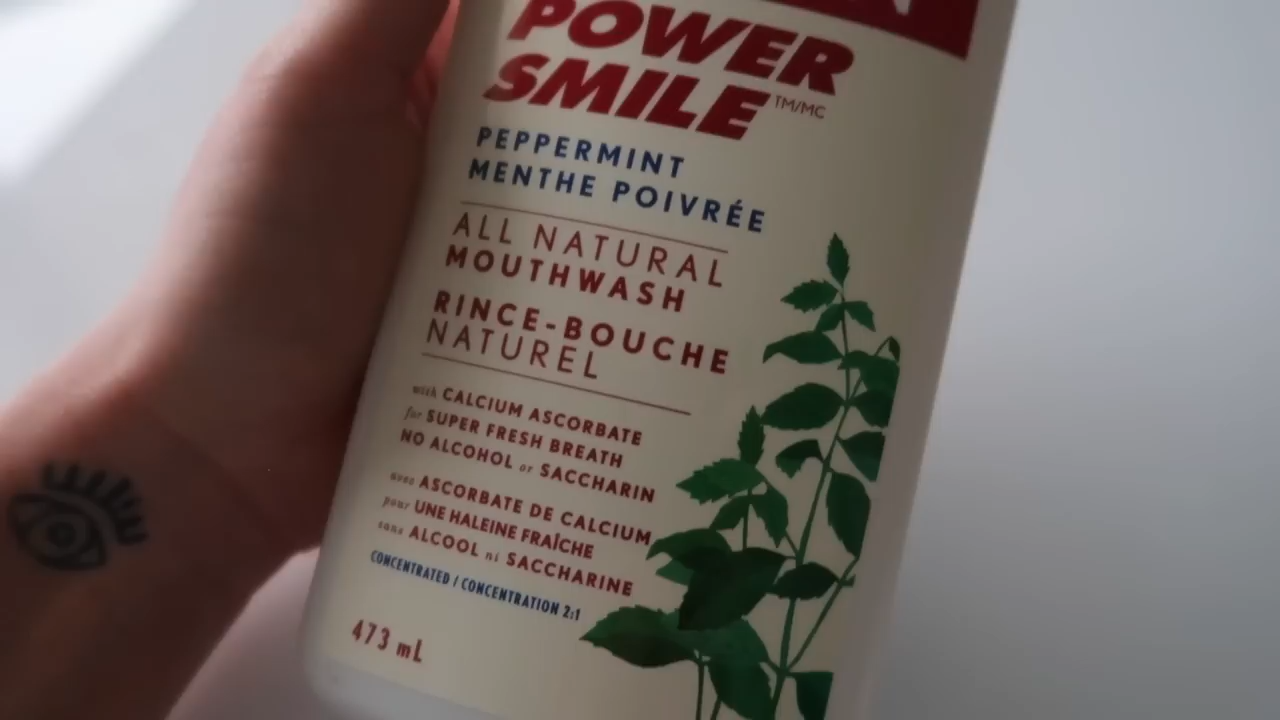 POWER
SMILE TM/MC
PEPPERMINT
MENTHE POIVRÉE
ALL NATURAL
MOUTHWASH
RINCE-BOUCHE
NATUREL
with CALCIUM ASCORBATE
for SUPER FRESH BREATH
NO ALCOHOL or SACCHARIN
avec ASCORBATE DE CALCIUM
pour UNE HALEINE FRAÎCHE
sans ALCOOL ni SACCHARINE
CONCENTRATED / CONCENTRATION 2:1
473 mL